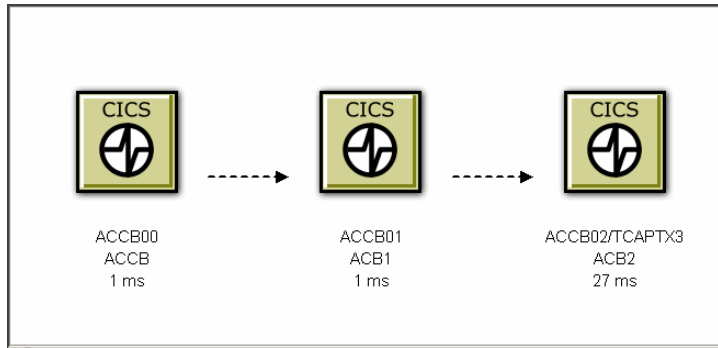 CICS
ACCB00
ACCB
1 ms
CICS
ACCB01
ACB1
1 ms
CICS
ACCB02/TCAPTX3
ACB2
27 ms